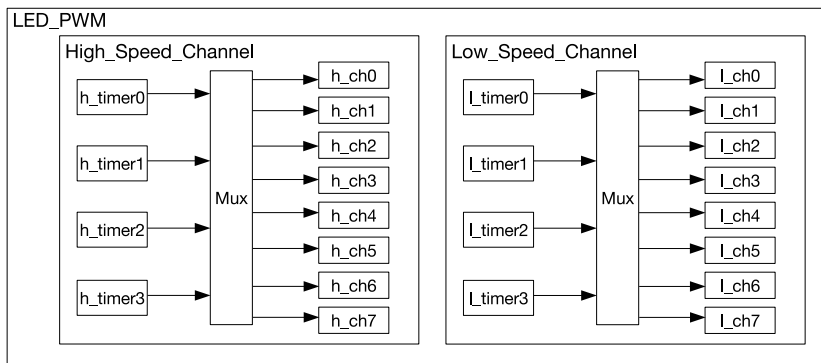 LED_PWM
High_Speed_Channel
h_timer0
h_timer1
h_timer2
h_timer3
Mux
h_ch0
h_ch1
h_ch2
h_ch3
h_ch4
h_ch5
h_ch6
h_ch7
Low_Speed_Channel
l_timer0
l_timer1
l_timer2
l_timer3
Mux
l_ch0
l_ch1
l_ch2
l_ch3
l_ch4
l_ch5
l_ch6
l_ch7